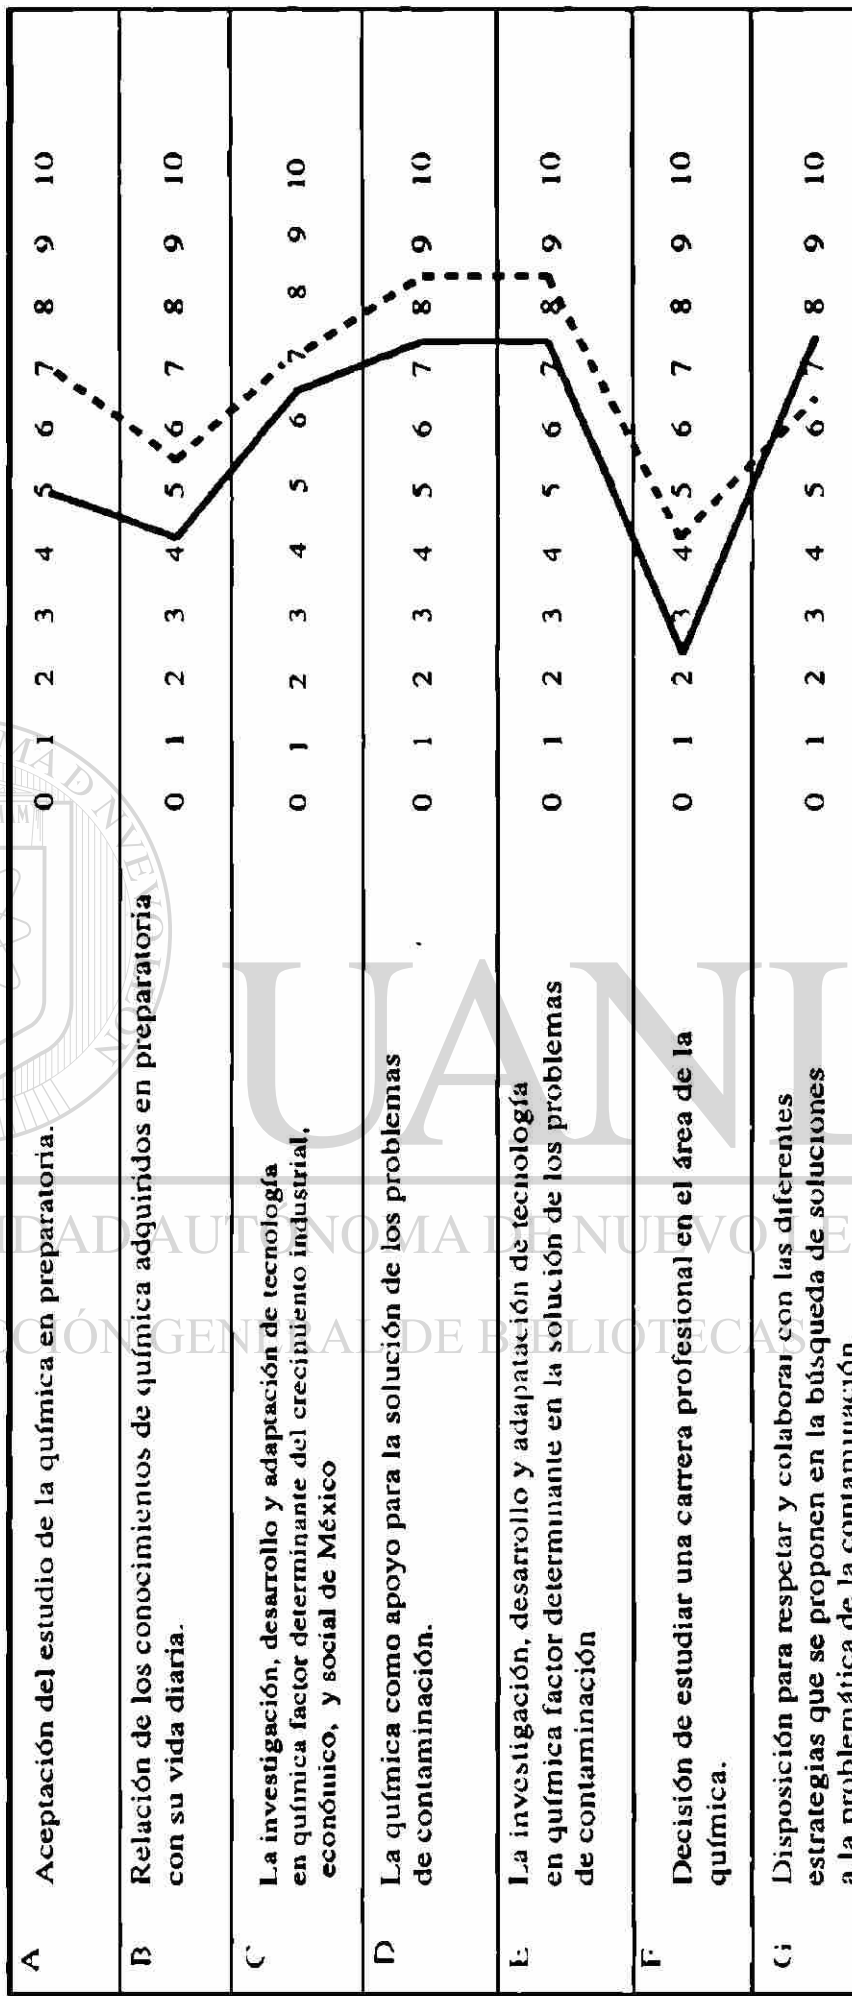 A Aceptación del estudio de la química en preparatoria. 0 1 2 3 4 5 6 7 8 9 10
B Relación de los conocimientos de química adquiridos en preparatoria
con su vida diaria. 0 1 2 3 4 5 6 7 8 9 10
C La investigación, desarrollo y adaptación de tecnología
en química factor determinante del crecimiento industrial,
económico, y social de México 0 1 2 3 4 5 6 7 8 9 10
D La química como apoyo para la solución de los problemas
de contaminación. 0 1 2 3 4 5 6 7 8 9 10
E La investigación, desarrollo y adapatación de tecnología
en química factor determinante en la solución de los problemas
de contaminación 0 1 2 3 4 5 6 7 8 9 10
F Decisión de estudiar una carrera profesional en el área de la
química. 0 1 2 3 4 5 6 7 8 9 10
G Disposición para respetar y colaborar con las diferentes
estrategias que se proponen en la búsqueda de soluciones
a la problemática de la contaminación 0 1 2 3 4 5 6 7 8 9 10
UANL
IDAD AUTÓNOMA DE NUEVO LE
CCIÓN GENERAL DE BIBLIOTECAS